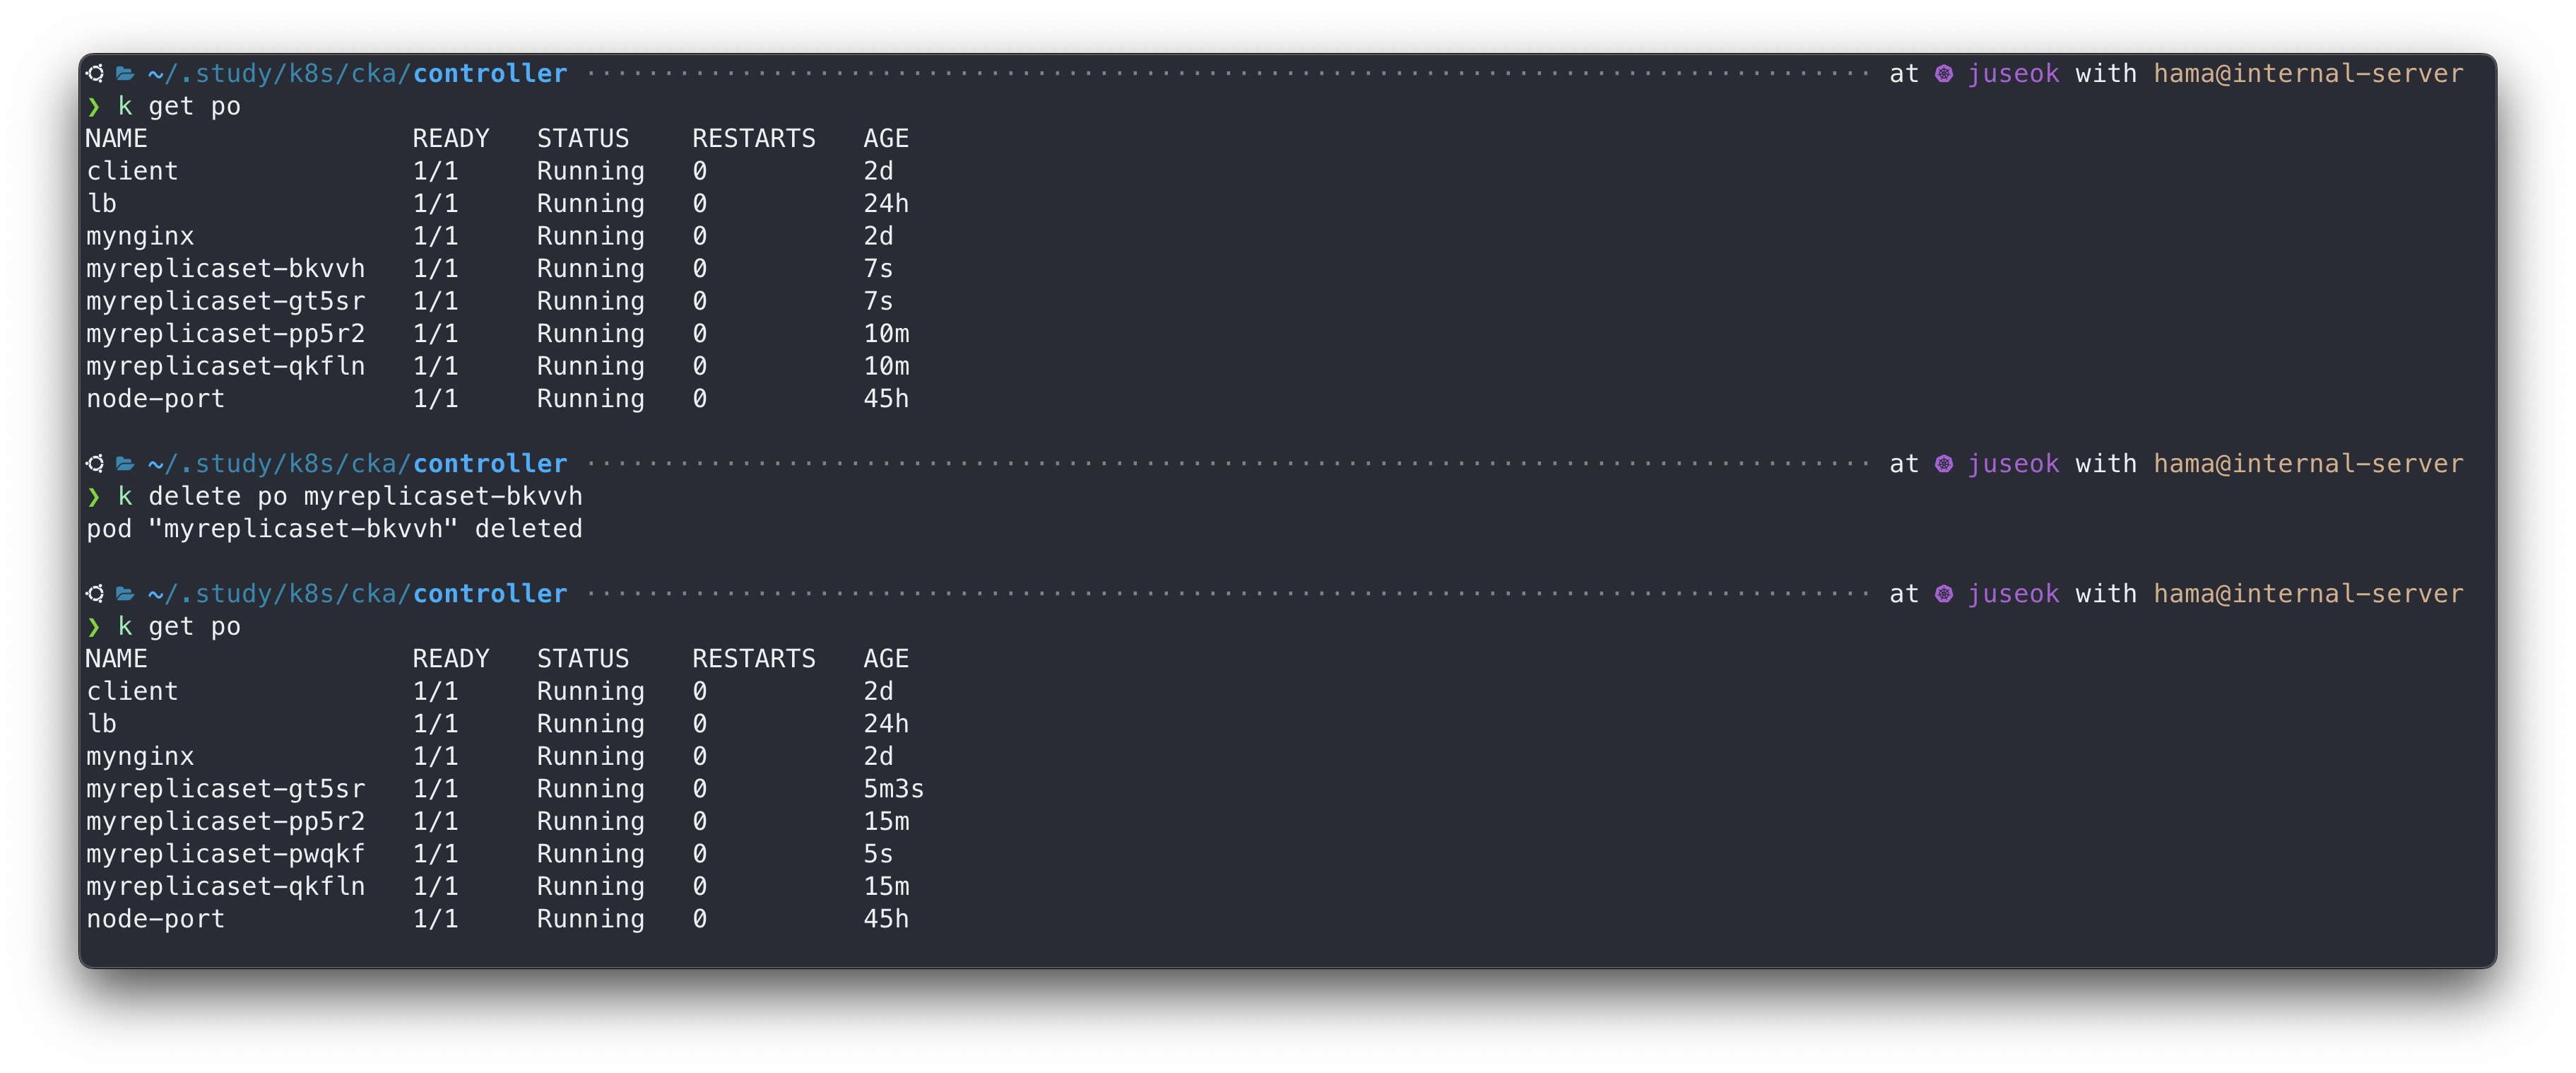 ~/.study/k8s/cka/controller ···················································································· at juseok with hama@internal-server
❯ k get po
NAME READY STATUS RESTARTS AGE
client 1/1 Running 0 2d
lb 1/1 Running 0 24h
mynginx 1/1 Running 0 2d
myreplicaset-bkvvh 1/1 Running 0 7s
myreplicaset-gt5sr 1/1 Running 0 7s
myreplicaset-pp5r2 1/1 Running 0 10m
myreplicaset-qkfln 1/1 Running 0 10m
node-port 1/1 Running 0 45h
~/.study/k8s/cka/controller ···················································································· at juseok with hama@internal-server
❯ k delete po myreplicaset-bkvvh
pod "myreplicaset-bkvvh" deleted
~/.study/k8s/cka/controller ···················································································· at juseok with hama@internal-server
❯ k get po
NAME READY STATUS RESTARTS AGE
client 1/1 Running 0 2d
lb 1/1 Running 0 24h
mynginx 1/1 Running 0 2d
myreplicaset-gt5sr 1/1 Running 0 5m3s
myreplicaset-pp5r2 1/1 Running 0 15m
myreplicaset-pwqkf 1/1 Running 0 5s
myreplicaset-qkfln 1/1 Running 0 15m
node-port 1/1 Running 0 45h